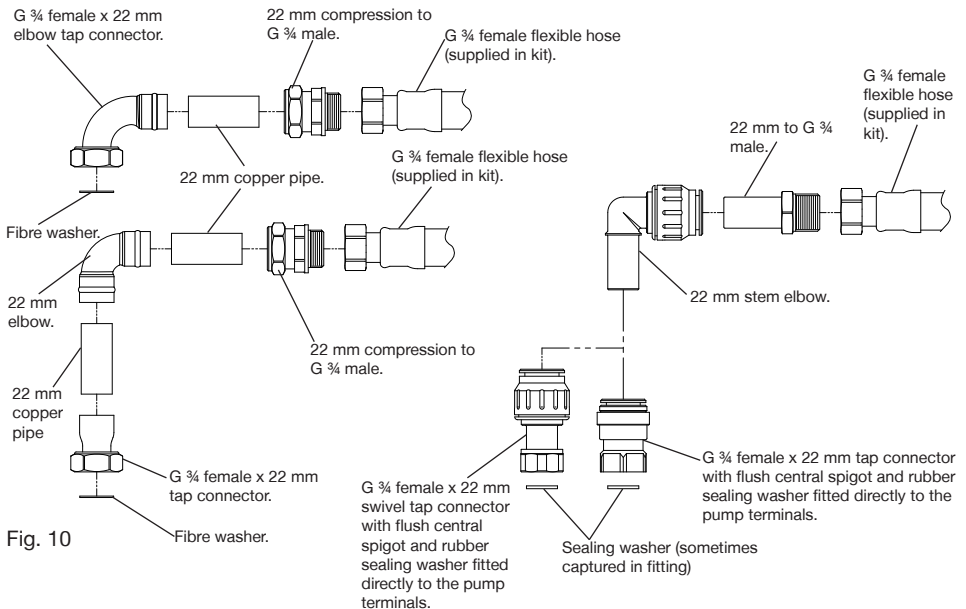 G ¾ female x 22 mm
elbow tap connector.
22 mm compression to
G ¾ male.
G ¾ female flexible hose
(supplied in kit).
G ¾ female
flexible hose
(supplied in
kit).
22 mm to G ¾
male.
22 mm copper pipe.
G ¾ female flexible hose
(supplied in kit).
Fibre washer.
22 mm
elbow.
22 mm stem elbow.
22 mm compression to
G ¾ male.
22 mm
copper
pipe
G ¾ female x 22 mm
tap connector.
G ¾ female x 22 mm
swivel tap connector
with flush central
spigot and rubber
sealing washer fitted
directly to the pump
terminals.
G ¾ female x 22 mm tap connector
with flush central spigot and rubber
sealing washer fitted directly to the
pump terminals.
Fibre washer.
Sealing washer (sometimes
captured in fitting)
Fig. 10